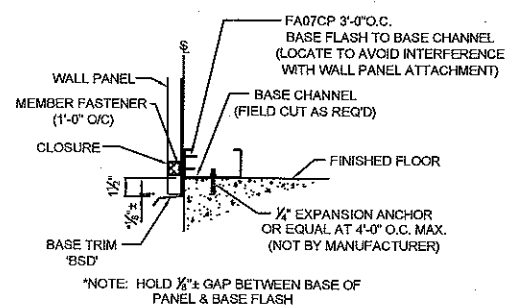 FA07CP 3'-0"O.C.
BASE FLASH TO BASE CHANNEL
(LOCATE TO AVOID INTERFERENCE
WITH WALL PANEL ATTACHMENT)
WALL PANEL
MEMBER FASTENER
(1'-0" O/C)
CLOSURE
BASE CHANNEL
(FIELD CUT AS REQ'D)
FINISHED FLOOR
1½"
*⅛"±
¼" EXPANSION ANCHOR
OR EQUAL AT 4'-0" O.C. MAX.
(NOT BY MANUFACTURER)
BASE TRIM
'BSD'
*NOTE: HOLD ⅛"± GAP BETWEEN BASE OF
PANEL & BASE FLASH